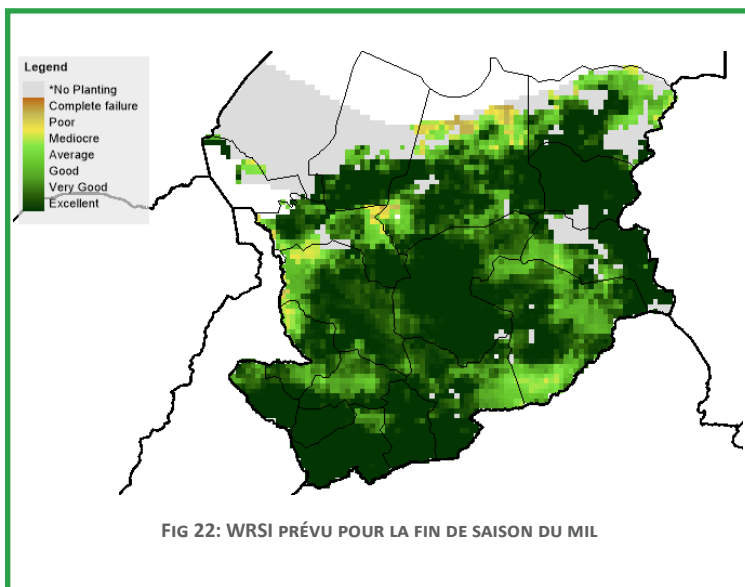 Legend
*No Planting
Complete failure
Poor
Mediocre
Average
Good
Very Good
Excellent
FIG 22: WRSI PRÉVU POUR LA FIN DE SAISON DU MIL